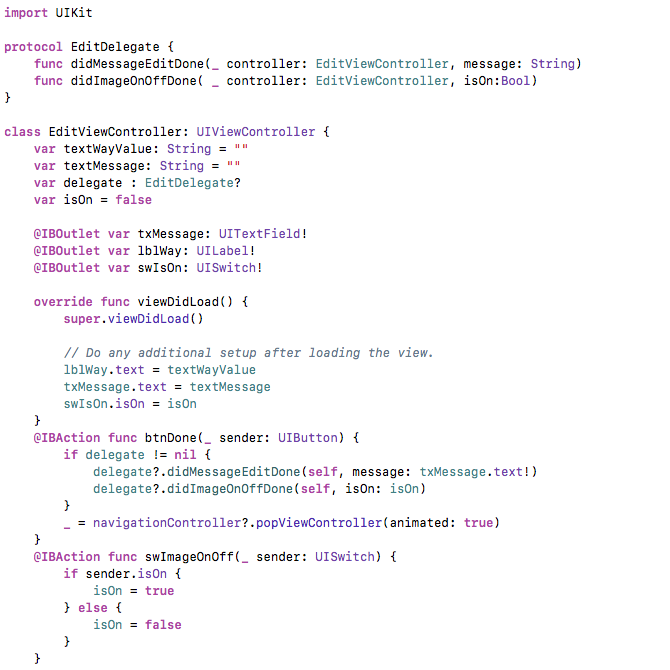 import UIKit

protocol EditDelegate {
    func didMessageEditDone(_ controller: EditViewController, message: String)
    func didImageOnOffDone( _ controller: EditViewController, isOn:Bool)
}

class EditViewController: UIViewController {
    var textWayValue: String = ""
    var textMessage: String = ""
    var delegate : EditDelegate?
    var isOn = false

    @IBOutlet var txMessage: UITextField!
    @IBOutlet var lblWay: UILabel!
    @IBOutlet var swIsOn: UISwitch!

    override func viewDidLoad() {
        super.viewDidLoad()

        // Do any additional setup after loading the view.
        lblWay.text = textWayValue
        txMessage.text = textMessage
        swIsOn.isOn = isOn
    }
    @IBAction func btnDone(_ sender: UIButton) {
        if delegate != nil {
            delegate?.didMessageEditDone(self, message: txMessage.text!)
            delegate?.didImageOnOffDone(self, isOn: isOn)
        }
        _ = navigationController?.popViewController(animated: true)
    }
    @IBAction func swImageOnOff(_ sender: UISwitch) {
        if sender.isOn {
            isOn = true
        } else {
            isOn = false
        }
    }